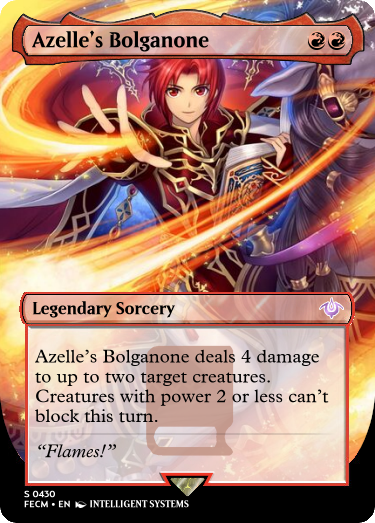 Azelle's Bolganone
Legendary Sorcery
Azelle's Bolganone deals 4 damage
to up to two target creatures.
Creatures with power 2 or less can't
block this turn.
“Flames!”
S 0430
FECM • EN INTELLIGENT SYSTEMS